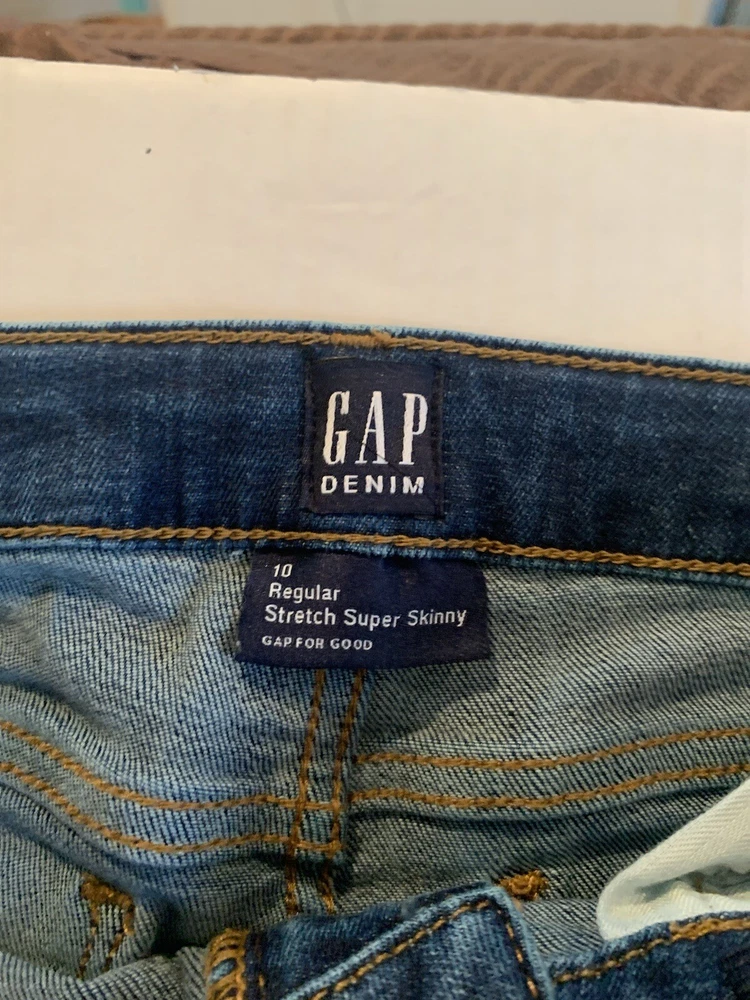 GAP
DENIM
10
Regular
Stretch Super Skinny
GAP FOR GOOD